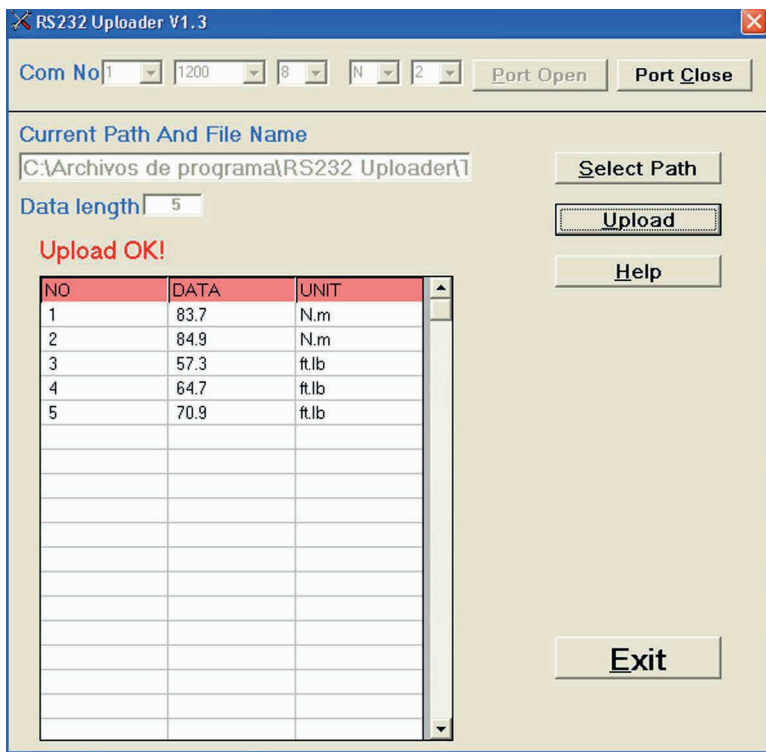 RS232 Uploader V1.3
Com No 1 1200 8 N 2 Port Open Port Close
Current Path And File Name
C:\Archivos de programa\RS232 Uploader\T
Select Path
Data length 5
Upload
Upload OK!
Help
NO DATA UNIT
1 83.7 N.m
2 84.9 N.m
3 57.3 ft.lb
4 64.7 ft.lb
5 70.9 ft.lb
Exit